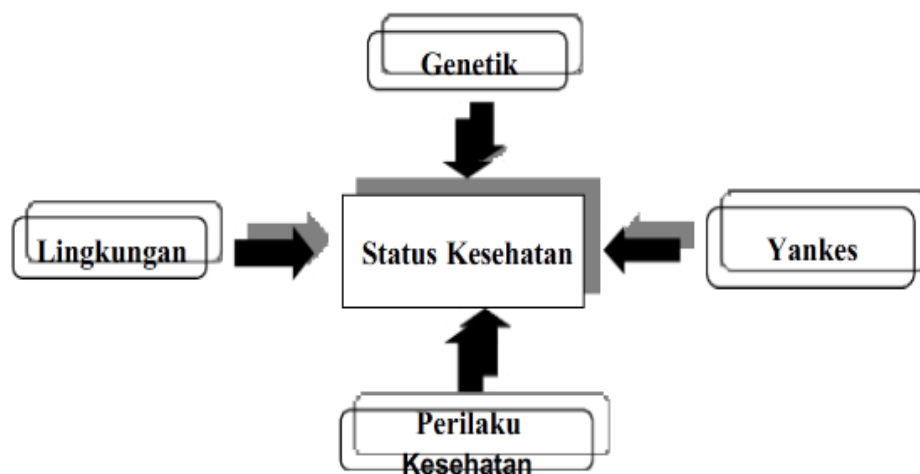 Genetik
Lingkungan
Status Kesehatan
Yankes
Perilaku
Kesehatan